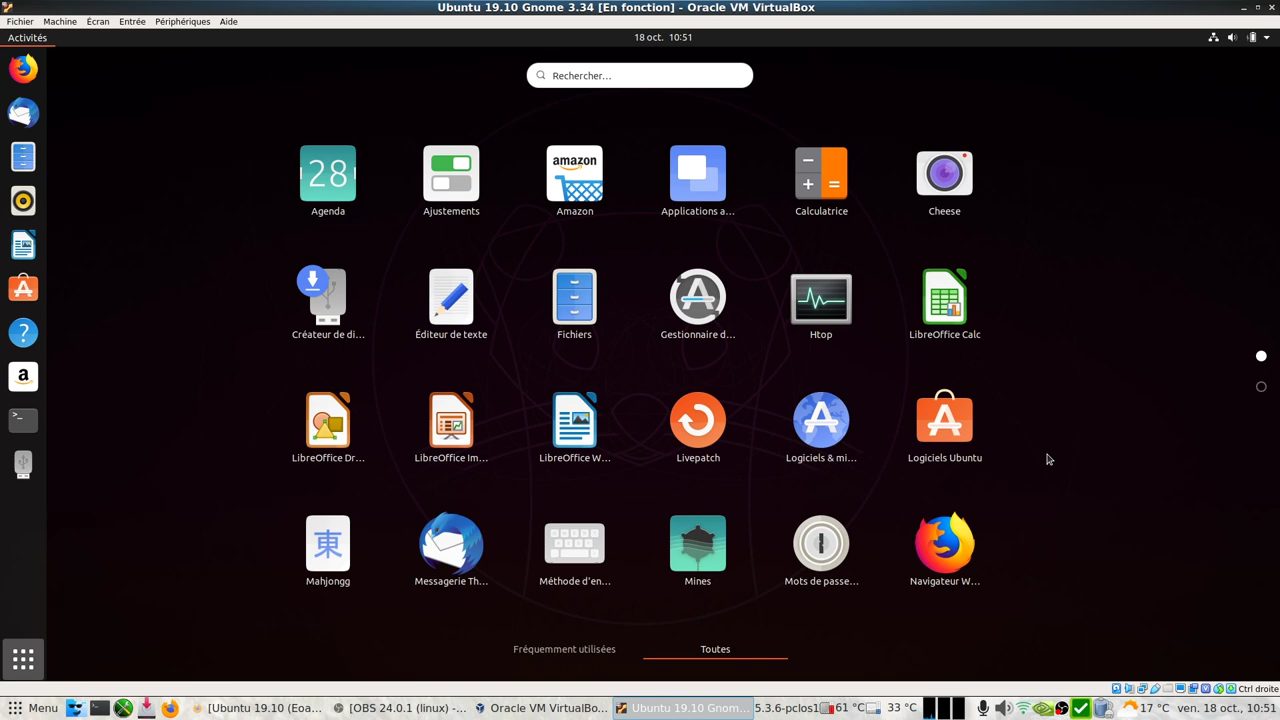 Ubuntu 19.10 Gnome 3.34 [En fonction] - Oracle VM VirtualBox
Fichier Machine Écran Entrée Périphériques Aide
Activités
18 oct. 10:51
Rechercher…
28
amazon
Agenda
Ajustements
Amazon
Applications a…
Calculatrice
Cheese
Créateur de di…
Éditeur de texte
Fichiers
Gestionnaire d…
Htop
LibreOffice Calc
LibreOffice Dr…
LibreOffice Im…
LibreOffice W…
Livepatch
Logiciels & mi…
Logiciels Ubuntu
東
Mahjongg
Messagerie Th…
Méthode d'en…
Mines
Mots de passe…
Navigateur W…
Fréquemment utilisées
Toutes
Ctrl droite
Menu
[Ubuntu 19.10 (Eoa…
[OBS 24.0.1 (linux) -…
Oracle VM VirtualBo…
Ubuntu 19.10 Gnom…
5.3.6-pclos1
61 °C
33 °C
17 °C
ven. 18 oct., 10:51